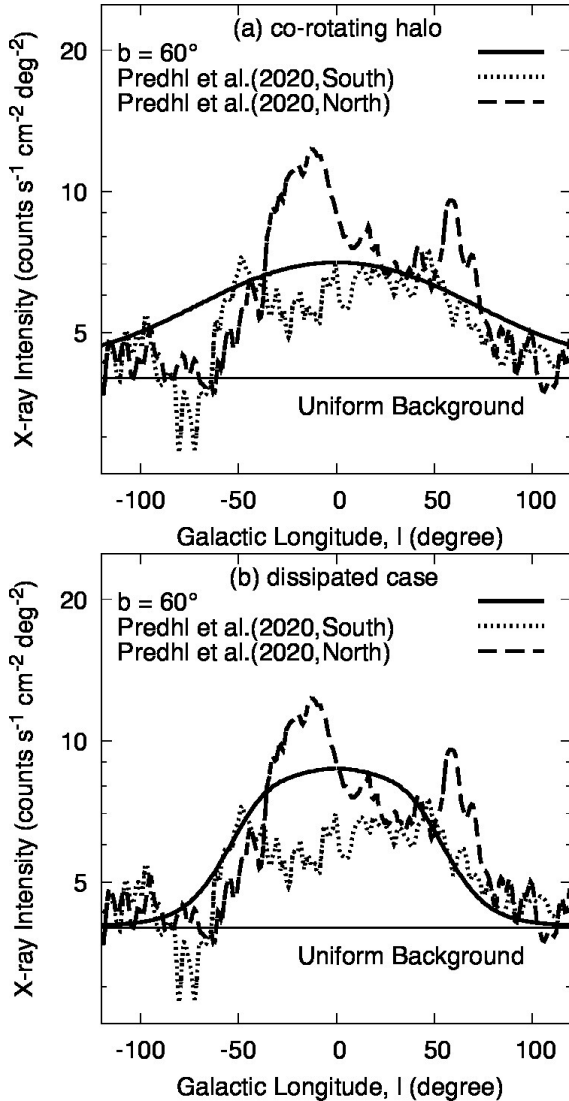 (a) co-rotating halo
b = 60°
Predhl et al.(2020,South)
Predhl et al.(2020,North)
20
10
5
X-ray Intensity (counts s⁻¹ cm⁻² deg⁻²)
Uniform Background
-100 -50 0 50 100
Galactic Longitude, l (degree)
(b) dissipated case
b = 60°
Predhl et al.(2020,South)
Predhl et al.(2020,North)
20
10
5
X-ray Intensity (counts s⁻¹ cm⁻² deg⁻²)
Uniform Background
-100 -50 0 50 100
Galactic Longitude, l (degree)